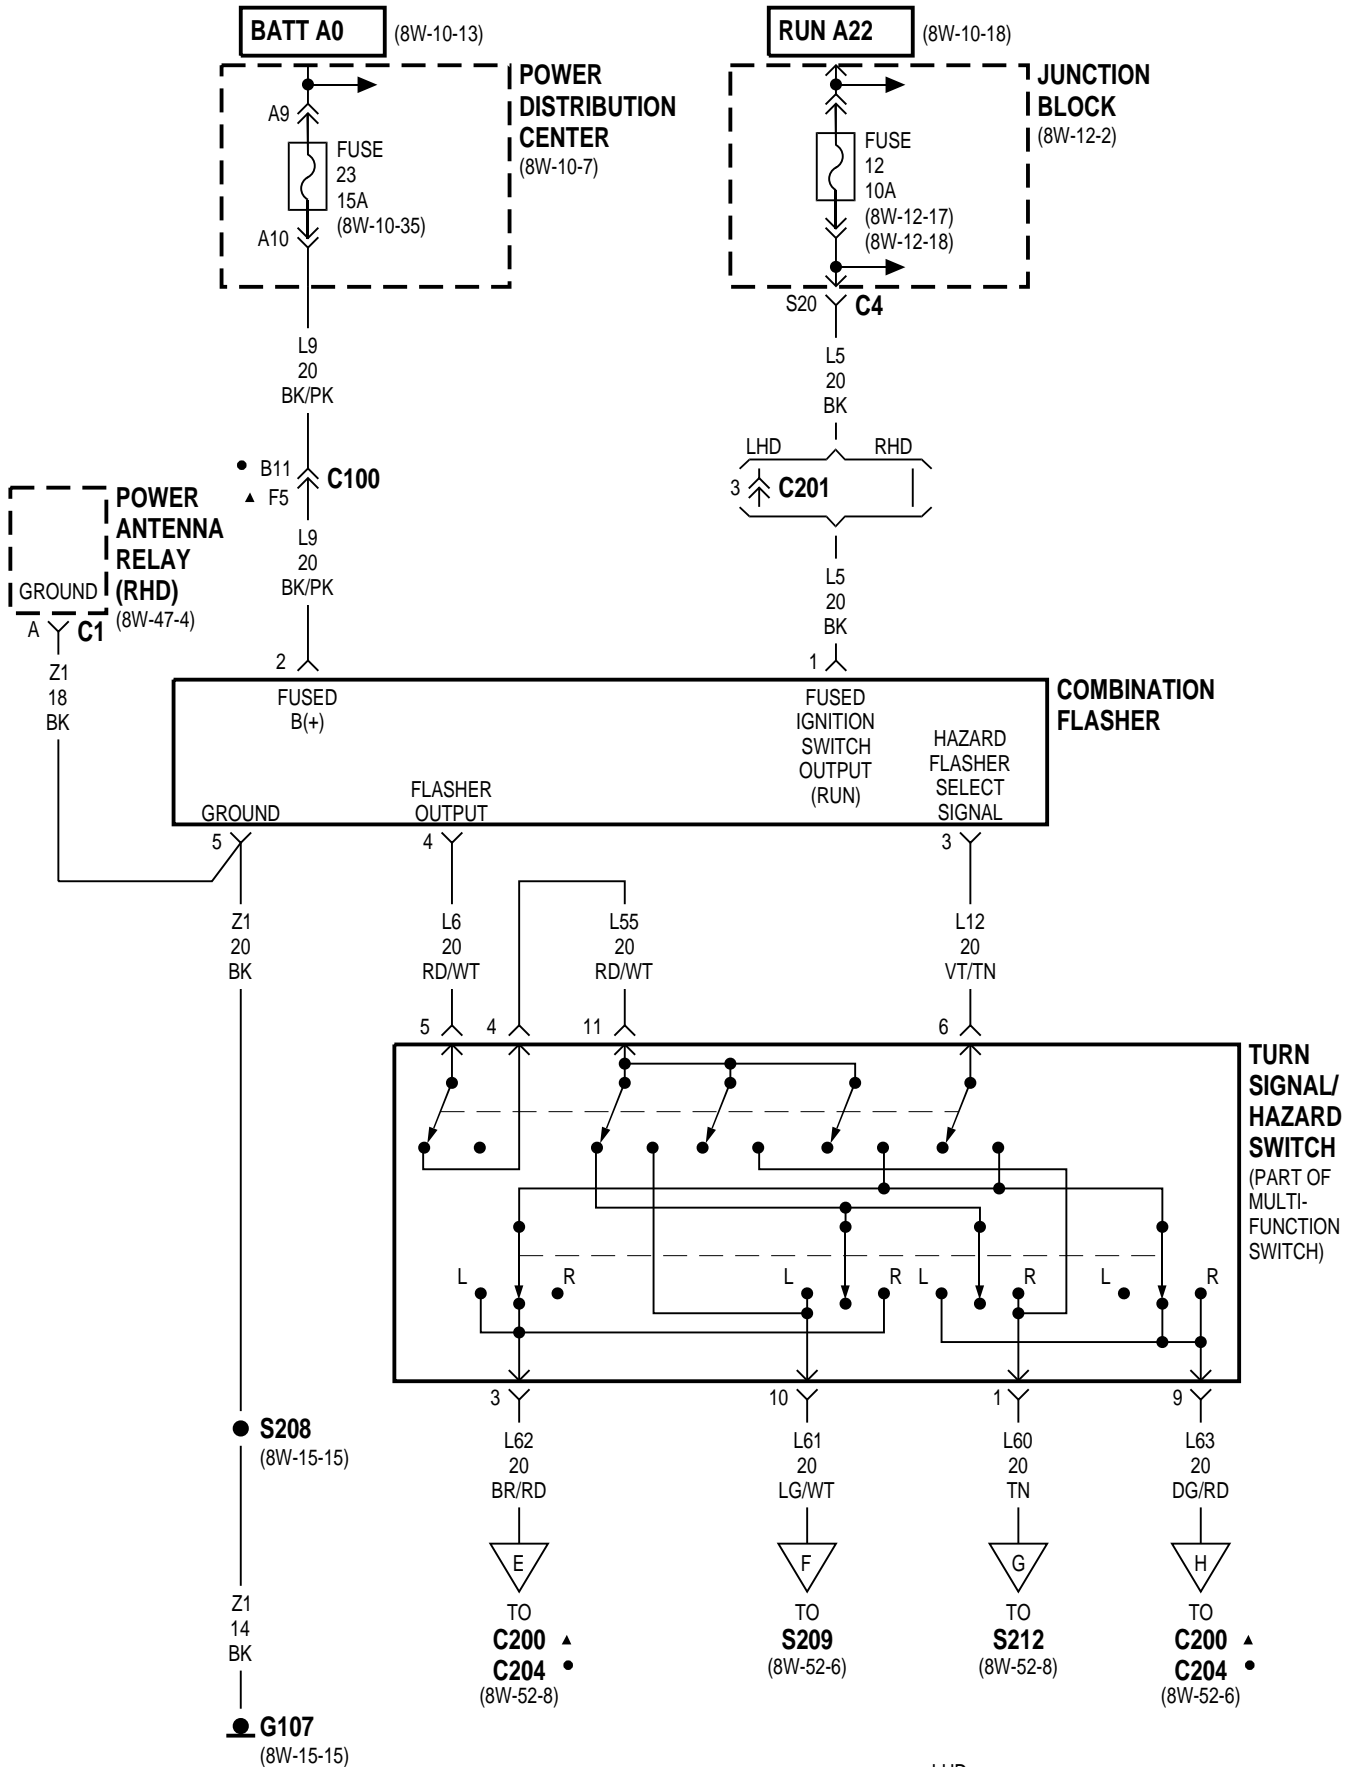 BATT A0
(8W-10-13)
RUN A22
(8W-10-18)
POWER
DISTRIBUTION
CENTER
(8W-10-7)
A9
FUSE
23
15A
(8W-10-35)
A10
JUNCTION
BLOCK
(8W-12-2)
FUSE
12
10A
(8W-12-17)
(8W-12-18)
S20
C4
L9
20
BK/PK
L5
20
BK
LHD
RHD
B11
F5
C100
3
C201
POWER
ANTENNA
RELAY
(RHD)
(8W-47-4)
GROUND
A
C1
L9
20
BK/PK
L5
20
BK
Z1
18
BK
2
1
COMBINATION
FLASHER
FUSED
B(+)
FUSED
IGNITION
SWITCH
OUTPUT
(RUN)
HAZARD
FLASHER
SELECT
SIGNAL
FLASHER
OUTPUT
GROUND
5
4
3
Z1
20
BK
L6
20
RD/WT
L55
20
RD/WT
L12
20
VT/TN
5
4
11
6
TURN
SIGNAL/
HAZARD
SWITCH
(PART OF
MULTI-
FUNCTION
SWITCH)
L
R
L
R
L
R
L
R
3
10
1
9
S208
(8W-15-15)
L62
20
BR/RD
L61
20
LG/WT
L60
20
TN
L63
20
DG/RD
E
F
G
H
TO
C200
C204
(8W-52-8)
TO
S209
(8W-52-6)
TO
S212
(8W-52-8)
TO
C200
C204
(8W-52-6)
Z1
14
BK
G107
(8W-15-15)
LHD